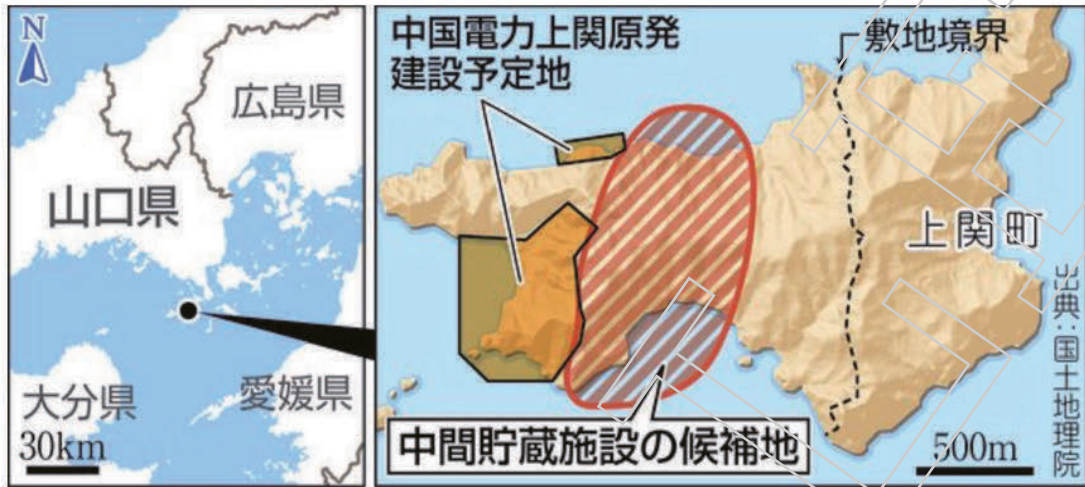 N
広島県
山口県
大分県
愛媛県
30km
中国電力上関原発
建設予定地
敷地境界
上関町
中間貯蔵施設の候補地
500m
出典:国土地理院